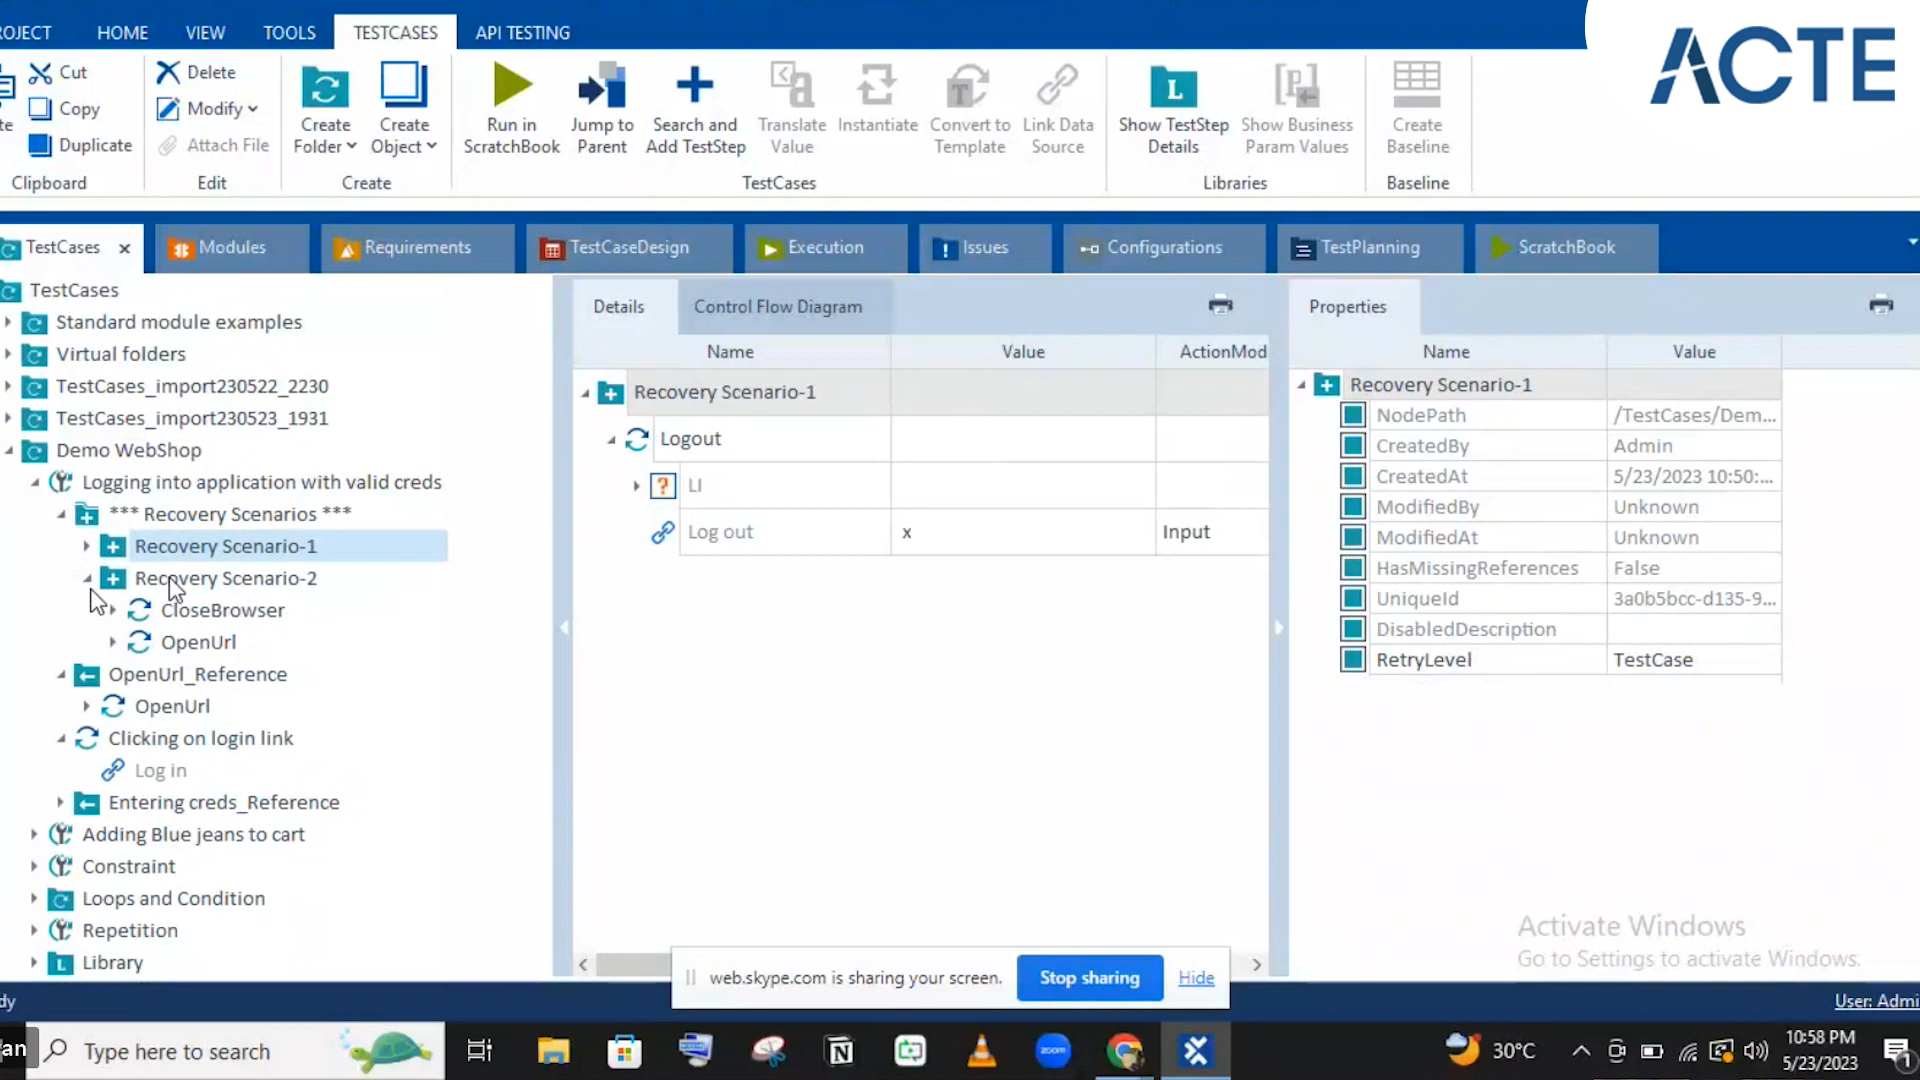 ROJECT HOME VIEW TOOLS TESTCASES API TESTING
ACTE
Cut
Copy
Duplicate
Clipboard
Delete
Modify
Attach File
Edit
Create Folder
Create Object
Create
Run in ScratchBook
Jump to Parent
Search and Add TestStep
Translate Value
Instantiate
Convert to Template
Link Data Source
TestCases
Show TestStep Details
Show Business Param Values
Libraries
Create Baseline
Baseline
TestCases × Modules Requirements TestCaseDesign Execution Issues Configurations TestPlanning ScratchBook
TestCases
Standard module examples
Virtual folders
TestCases_import230522_2230
TestCases_import230523_1931
Demo WebShop
Logging into application with valid creds
*** Recovery Scenarios ***
Recovery Scenario-1
Recovery Scenario-2
CloseBrowser
OpenUrl
OpenUrl_Reference
OpenUrl
Clicking on login link
Log in
Entering creds_Reference
Adding Blue jeans to cart
Constraint
Loops and Condition
Repetition
Library
Details Control Flow Diagram
Name Value ActionMod
Recovery Scenario-1
Logout
LI
Log out x Input
Properties
Name Value
Recovery Scenario-1
NodePath /TestCases/Dem...
CreatedBy Admin
CreatedAt 5/23/2023 10:50:...
ModifiedBy Unknown
ModifiedAt Unknown
HasMissingReferences False
UniqueId 3a0b5bcc-d135-9...
DisabledDescription
RetryLevel TestCase
Activate Windows
Go to Settings to activate Windows.
web.skype.com is sharing your screen. Stop sharing Hide
dy
User: Admi
an
Type here to search
zoom
30°C
10:58 PM
5/23/2023
1